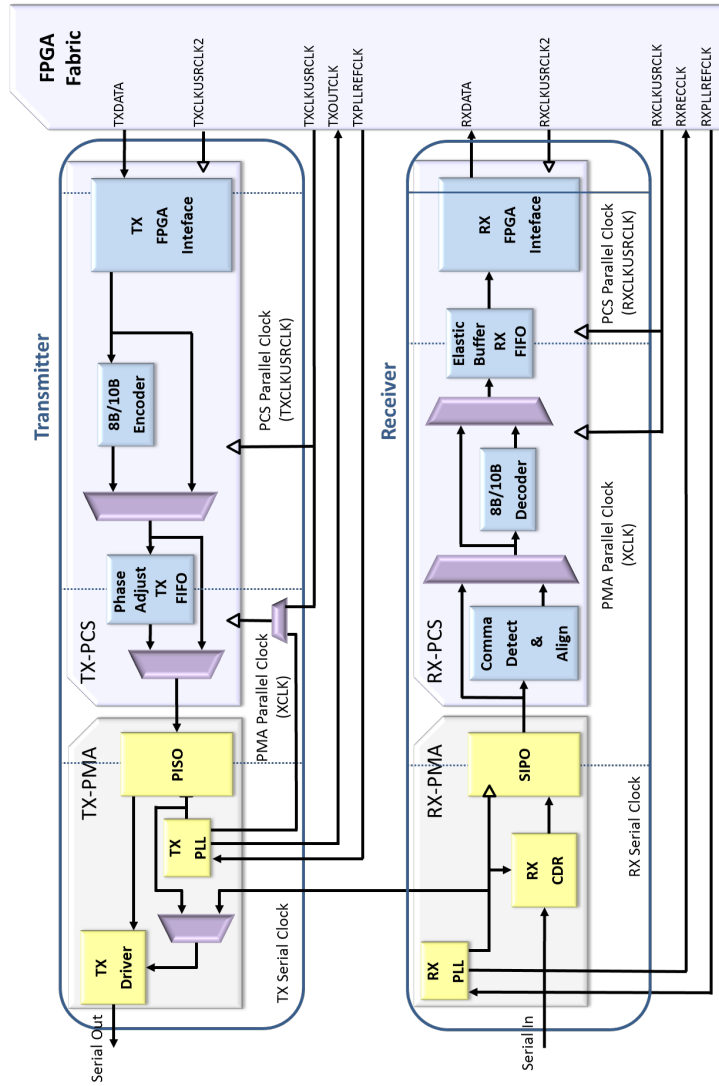 FPGA
Fabric
TXDATA
TXCLKUSRCLK2
TXCLKUSRCLK
TXOUTCLK
TXPLLREFCLK
RXDATA
RXCLKUSRCLK2
RXCLKUSRCLK
RXRECCLK
RXPLLREFCLK
Transmitter
TX-PMA
TX-PCS
Serial Out
TX
Driver
TX
PLL
PISO
Phase
Adjust
TX
FIFO
8B/10B
Encoder
TX
FPGA
Inteface
TX Serial Clock
PMA Parallel Clock
(XCLK)
PCS Parallel Clock
(TXCLKUSRCLK)
Receiver
RX-PMA
RX-PCS
Serial In
RX
PLL
RX
CDR
SIPO
Comma
Detect
&
Align
8B/10B
Decoder
Elastic
Buffer
RX
FIFO
RX
FPGA
Inteface
RX Serial Clock
PMA Parallel Clock
(XCLK)
PCS Parallel Clock
(RXCLKUSRCLK)